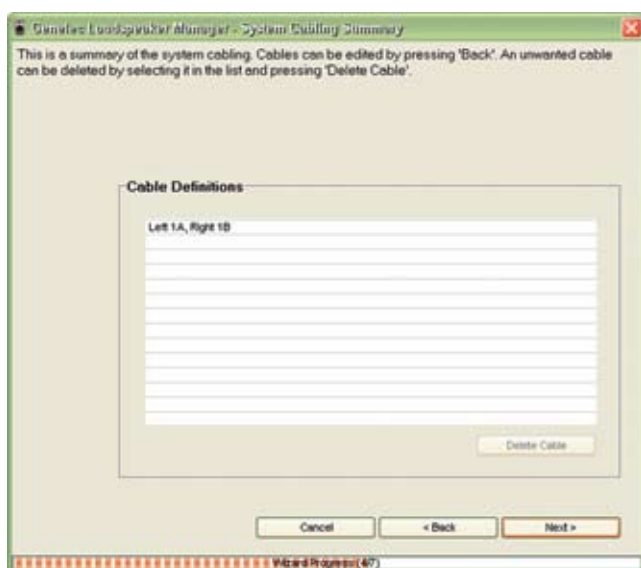 Genelec Loudspeaker Manager - System Cabling Summary
This is a summary of the system cabling. Cables can be edited by pressing 'Back'. An unwanted cable
can be deleted by selecting it in the list and pressing 'Delete Cable'.
Cable Definitions
Left 1A, Right 1B
Delete Cable
Cancel
< Back
Next >
Wizard Progress (4/7)